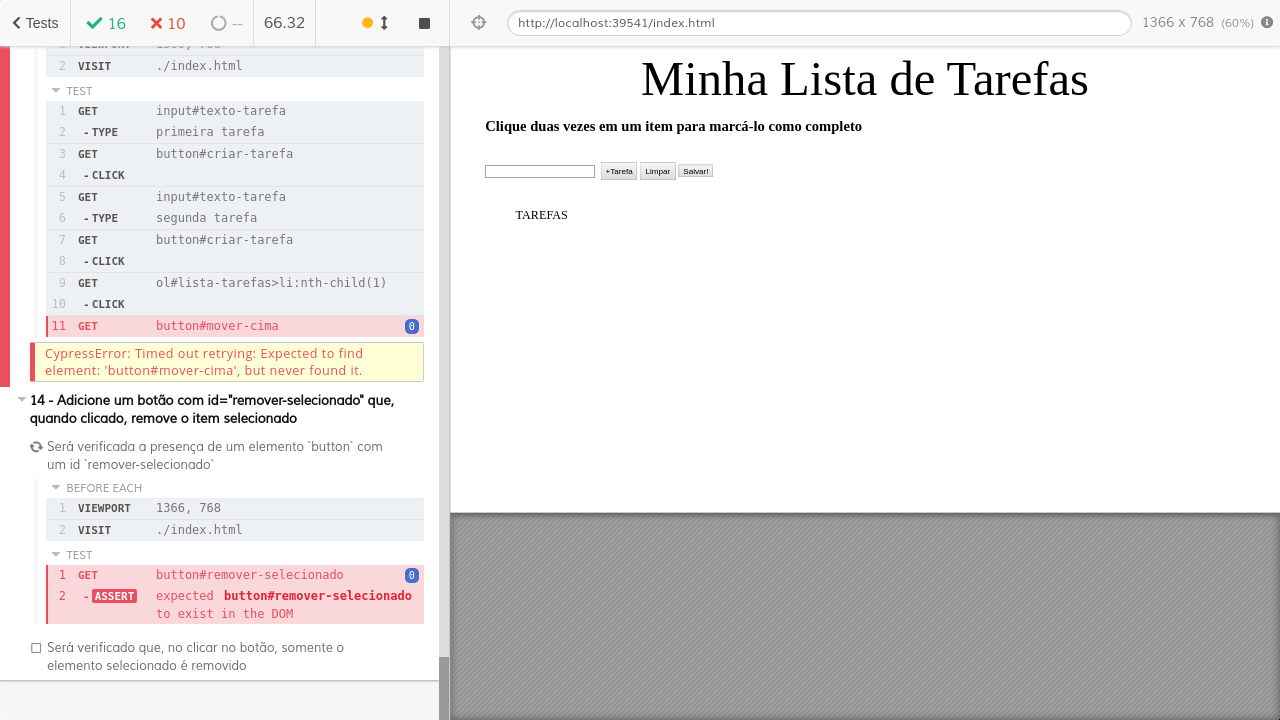 Tests
16
10
--
66.32
http://localhost:39541/index.html
1366 x 768 (60%)
1 VIEWPORT 1366, 768
2 VISIT ./index.html
TEST
1 GET input#texto-tarefa
2 -TYPE primeira tarefa
3 GET button#criar-tarefa
4 -CLICK
5 GET input#texto-tarefa
6 -TYPE segunda tarefa
7 GET button#criar-tarefa
8 -CLICK
9 GET ol#lista-tarefas>li:nth-child(1)
10 -CLICK
11 GET button#mover-cima 0
CypressError: Timed out retrying: Expected to find
element: 'button#mover-cima', but never found it.
14 - Adicione um botão com id="remover-selecionado" que,
quando clicado, remove o item selecionado
Será verificada a presença de um elemento `button` com
um id `remover-selecionado`
BEFORE EACH
1 VIEWPORT 1366, 768
2 VISIT ./index.html
TEST
1 GET button#remover-selecionado 0
2 -ASSERT expected button#remover-selecionado
to exist in the DOM
Será verificado que, no clicar no botão, somente o
elemento selecionado é removido
Minha Lista de Tarefas
Clique duas vezes em um item para marcá-lo como completo
+Tarefa Limpar Salvar!
TAREFAS